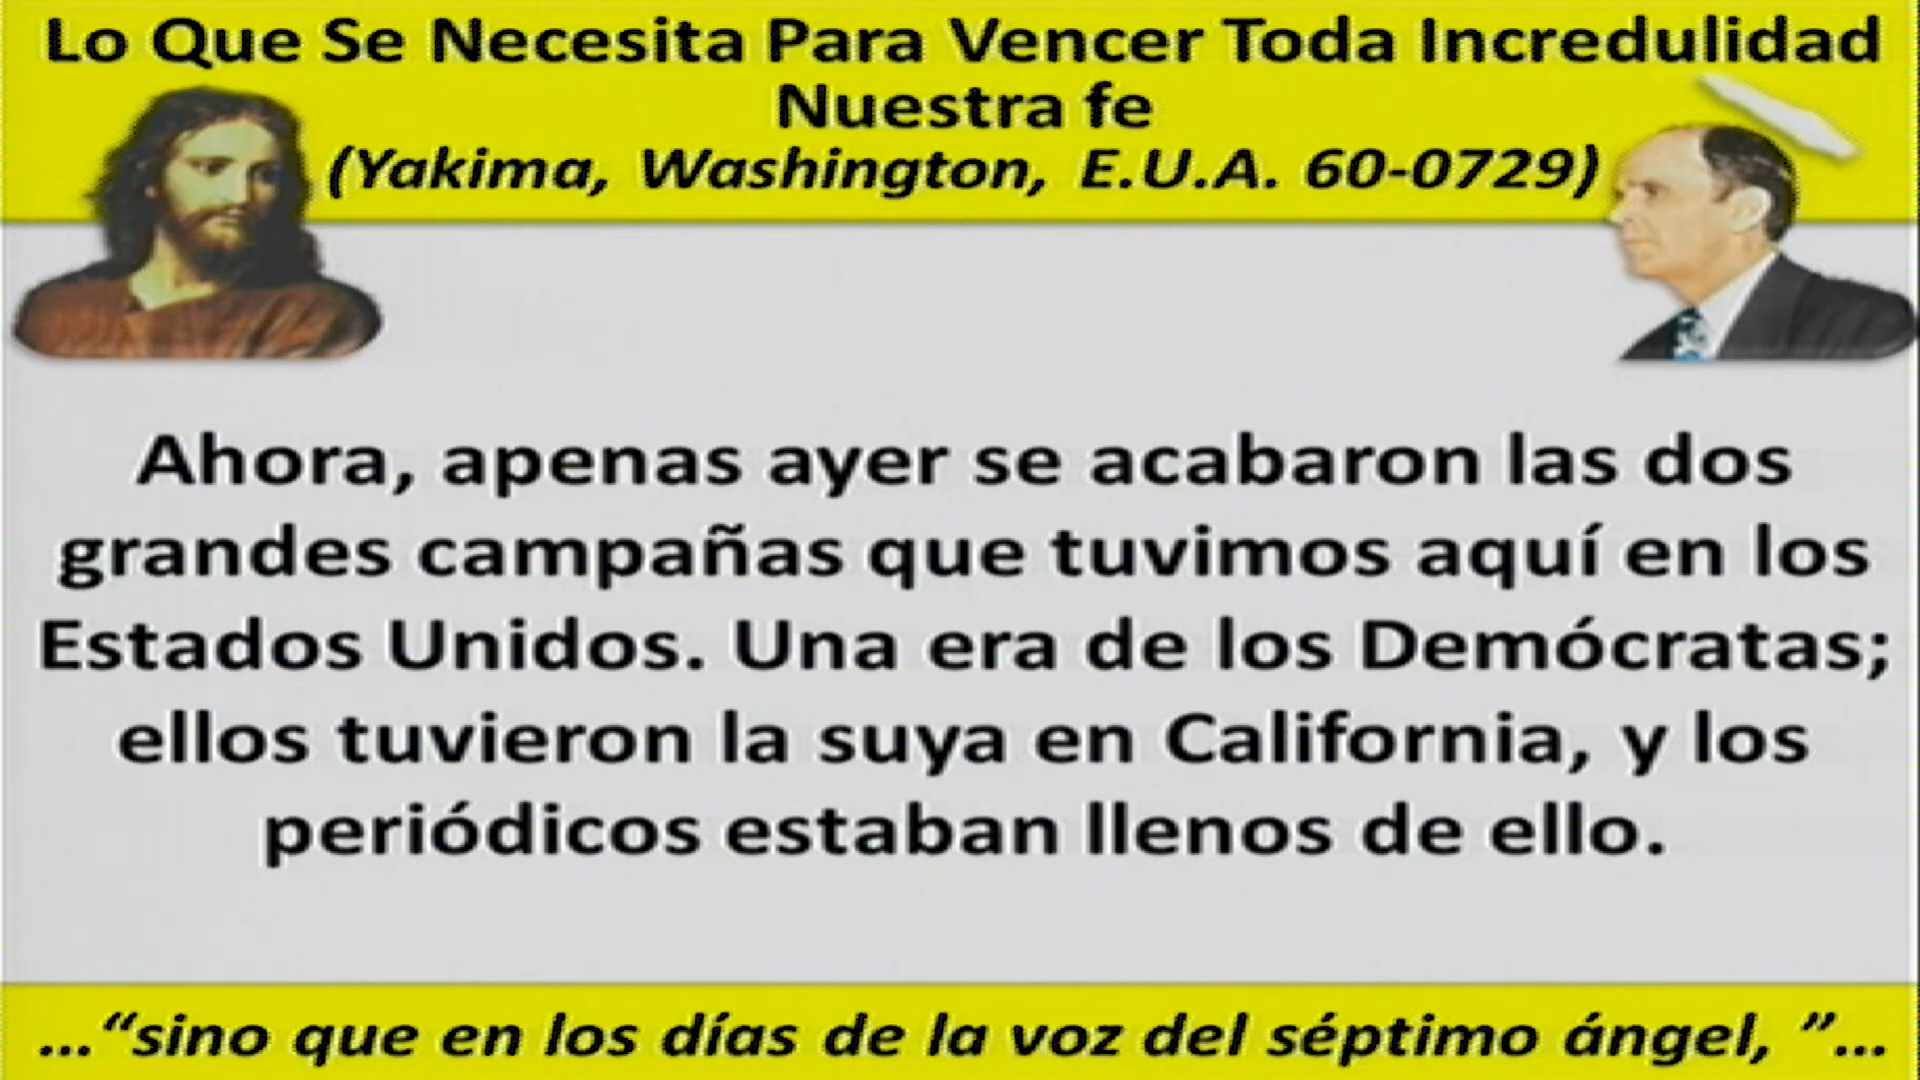 Lo Que Se Necesita Para Vencer Toda Incredulidad
Nuestra fe
(Yakima, Washington, E.U.A. 60-0729)
Ahora, apenas ayer se acabaron las dos
grandes campañas que tuvimos aquí en los
Estados Unidos. Una era de los Demócratas;
ellos tuvieron la suya en California, y los
periódicos estaban llenos de ello.
...“sino que en los días de la voz del séptimo ángel, ”...